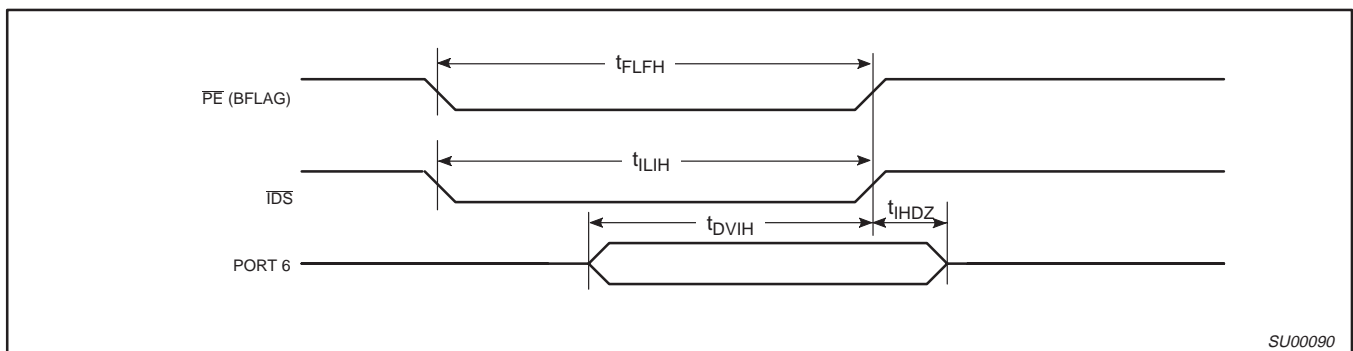 tFLFH
PE (BFLAG)
tILIH
IDS
tIHDZ
tDVIH
PORT 6
SU00090